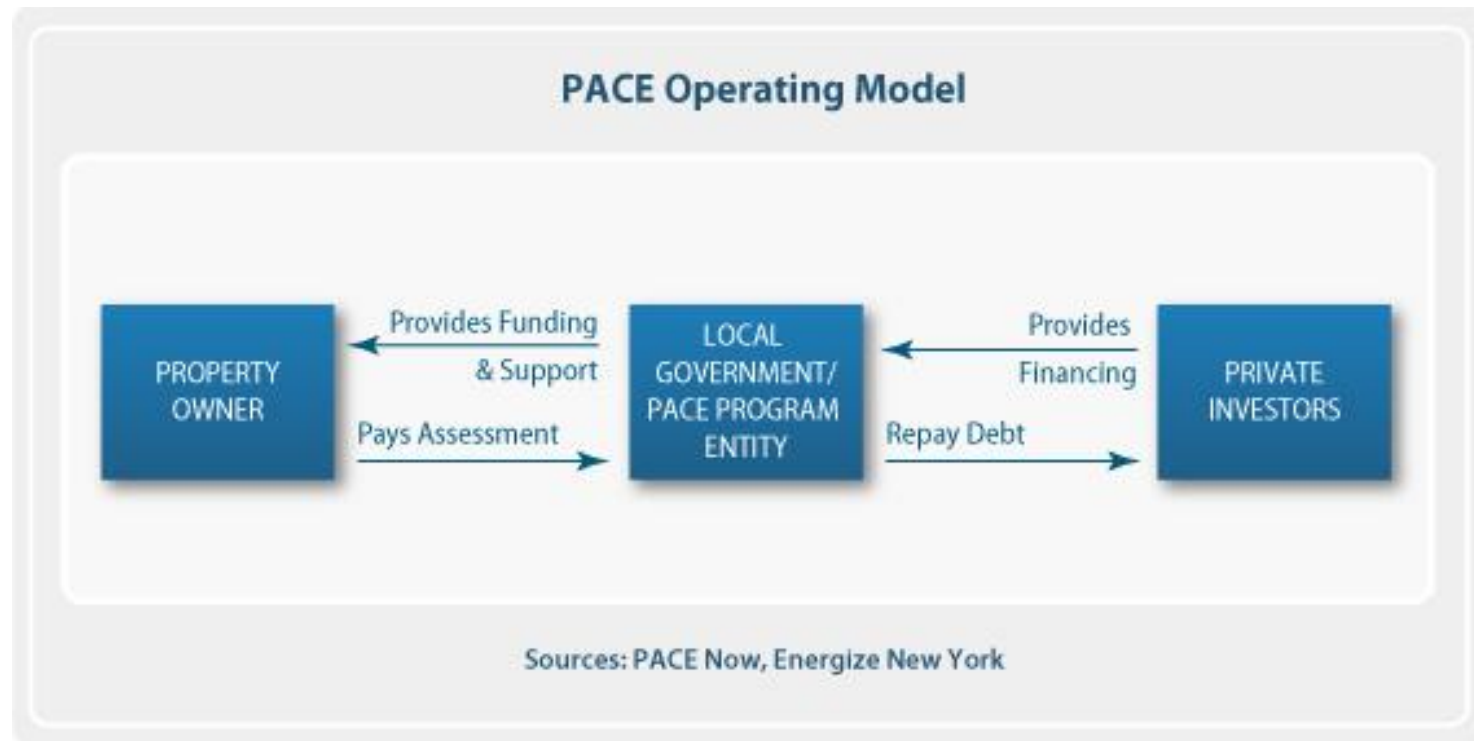 PACE Operating Model
PROPERTY
OWNER
Provides Funding
& Support
Pays Assessment
LOCAL
GOVERNMENT/
PACE PROGRAM
ENTITY
Provides
Financing
Repay Debt
PRIVATE
INVESTORS
Sources: PACE Now, Energize New York